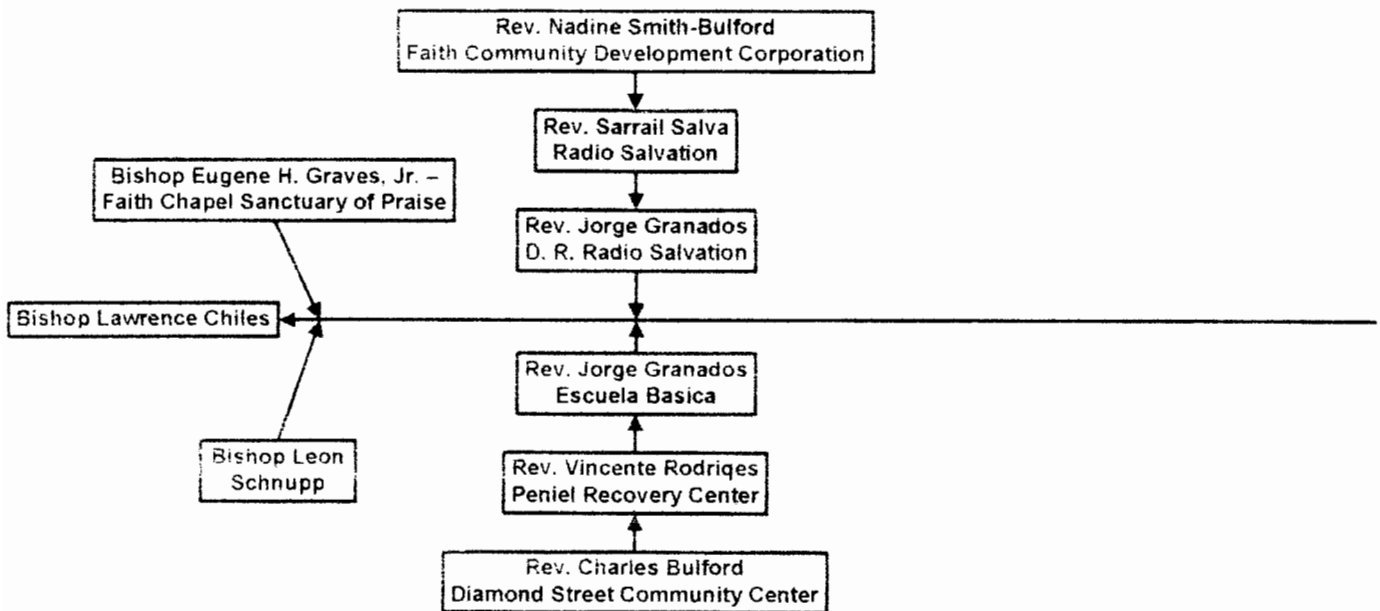 Rev. Nadine Smith-Bulford
Faith Community Development Corporation
Rev. Sarrail Salva
Radio Salvation
Bishop Eugene H. Graves, Jr. –
Faith Chapel Sanctuary of Praise
Rev. Jorge Granados
D. R. Radio Salvation
Bishop Lawrence Chiles
Rev. Jorge Granados
Escuela Basica
Bishop Leon
Schnupp
Rev. Vincente Rodriqes
Peniel Recovery Center
Rev. Charles Bulford
Diamond Street Community Center